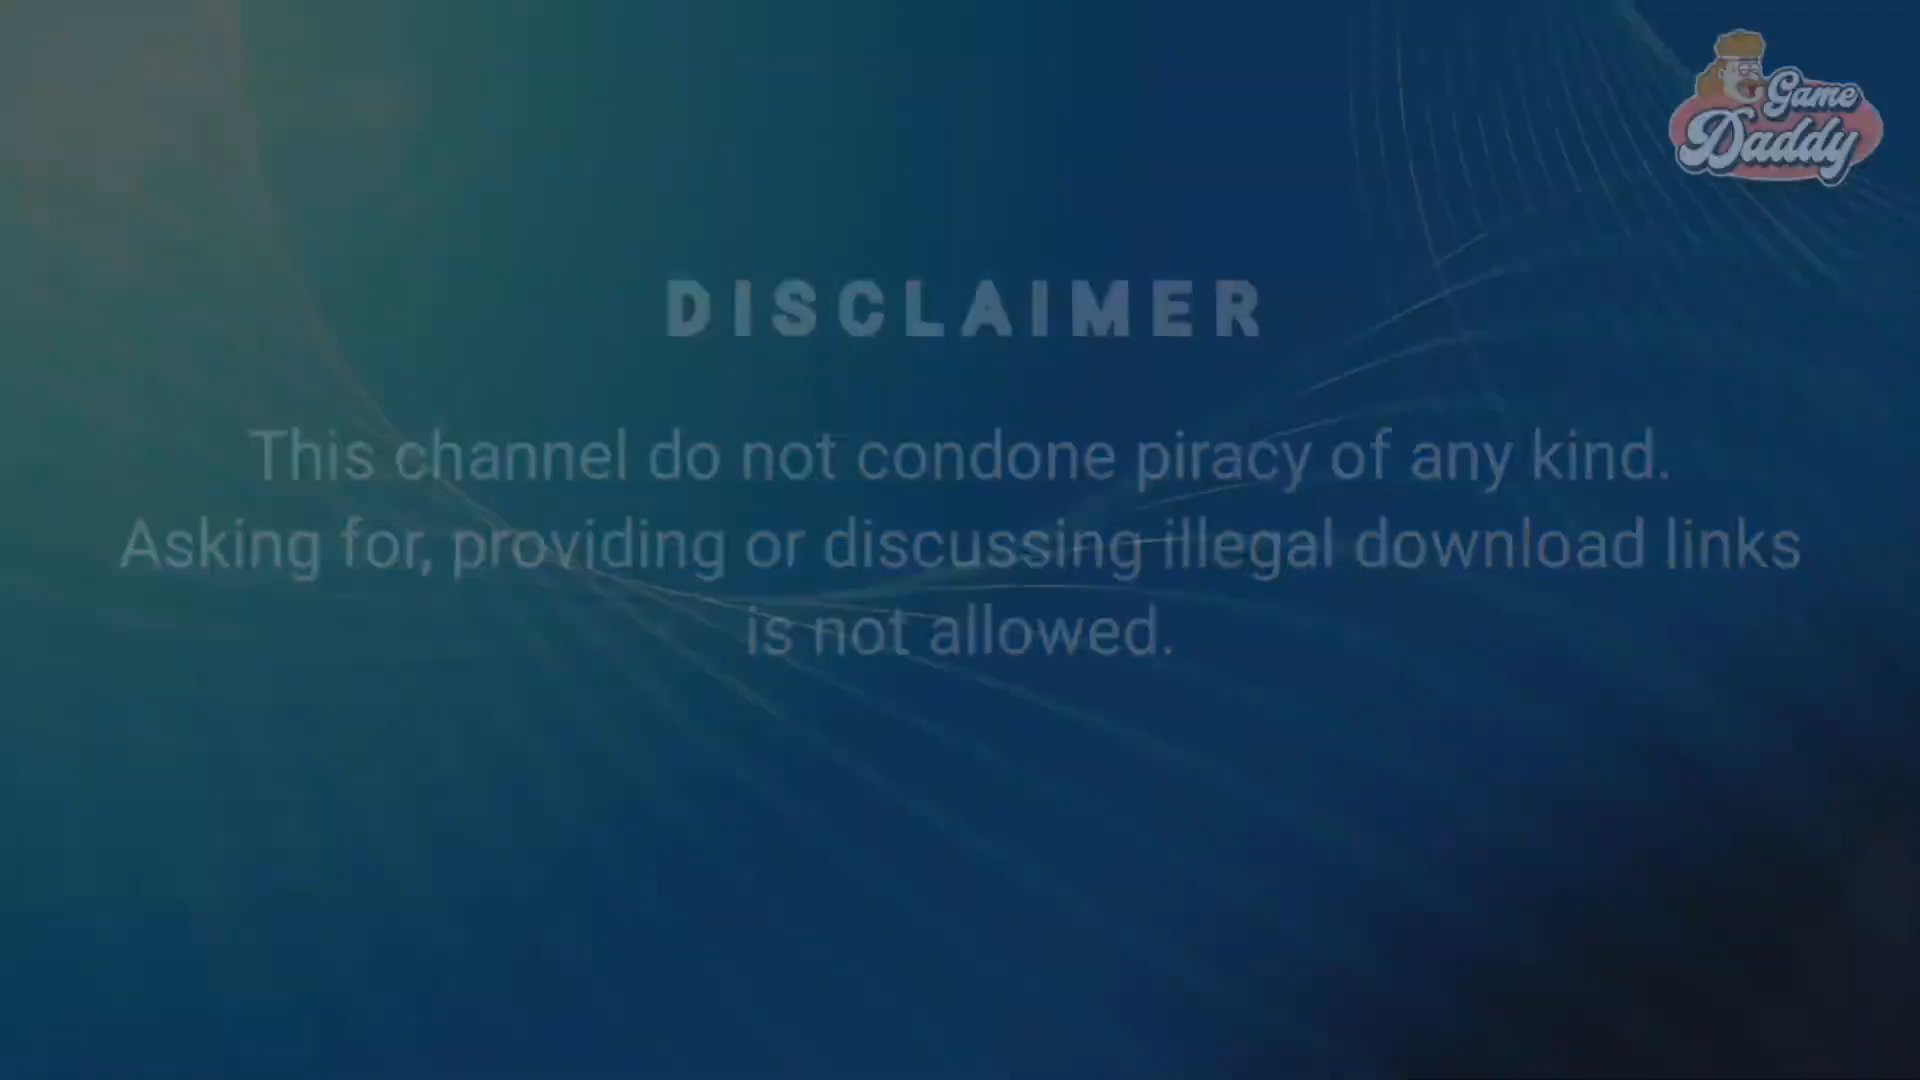 Game
Daddy
DISCLAIMER
This channel do not condone piracy of any kind.
Asking for, providing or discussing illegal download links
is not allowed.